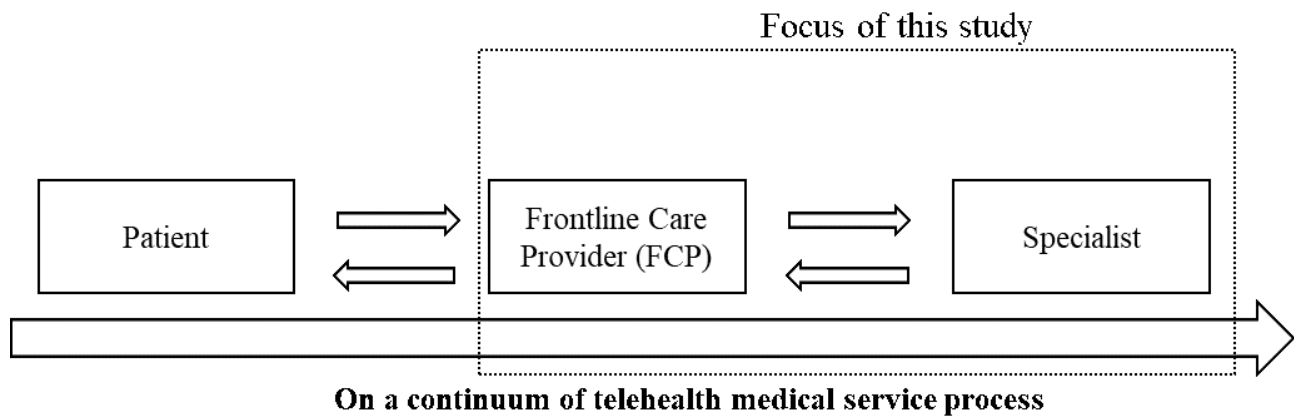 Focus of this study
Patient
Frontline Care
Provider (FCP)
Specialist
On a continuum of telehealth medical service process